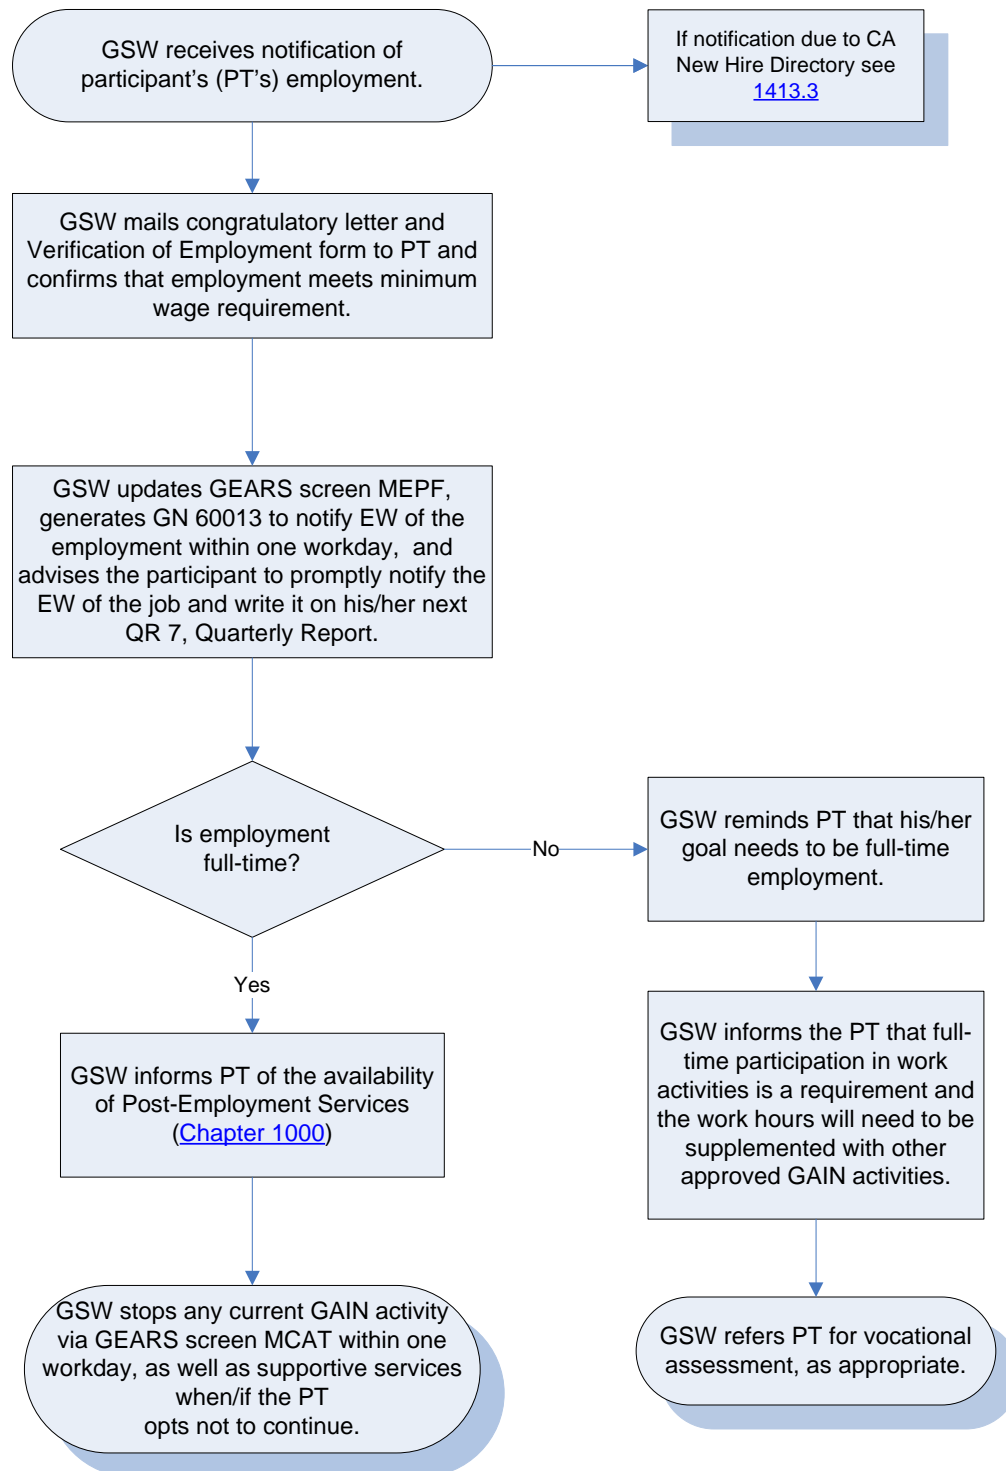 GSW receives notification of
participant's (PT's) employment.
If notification due to CA
New Hire Directory see
1413.3
GSW mails congratulatory letter and
Verification of Employment form to PT and
confirms that employment meets minimum
wage requirement.
GSW updates GEARS screen MEPF,
generates GN 60013 to notify EW of the
employment within one workday, and
advises the participant to promptly notify the
EW of the job and write it on his/her next
QR 7, Quarterly Report.
Is employment
full-time?
No
GSW reminds PT that his/her
goal needs to be full-time
employment.
Yes
GSW informs PT of the availability
of Post-Employment Services
(Chapter 1000)
GSW informs the PT that full-
time participation in work
activities is a requirement and
the work hours will need to be
supplemented with other
approved GAIN activities.
GSW stops any current GAIN activity
via GEARS screen MCAT within one
workday, as well as supportive services
when/if the PT
opts not to continue.
GSW refers PT for vocational
assessment, as appropriate.